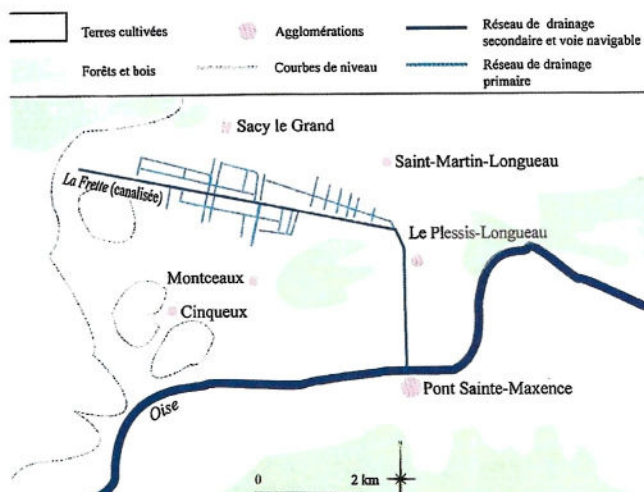 Terres cultivées
Agglomérations
Réseau de drainage
secondaire et voie navigable
Forêts et bois
Courbes de niveau
Réseau de drainage
primaire
Sacy le Grand
Saint-Martin-Longueau
La Frette (canalisée)
Le Plessis-Longueau
Montceaux
Cinqueux
Pont Sainte-Maxence
Oise
0 2 km